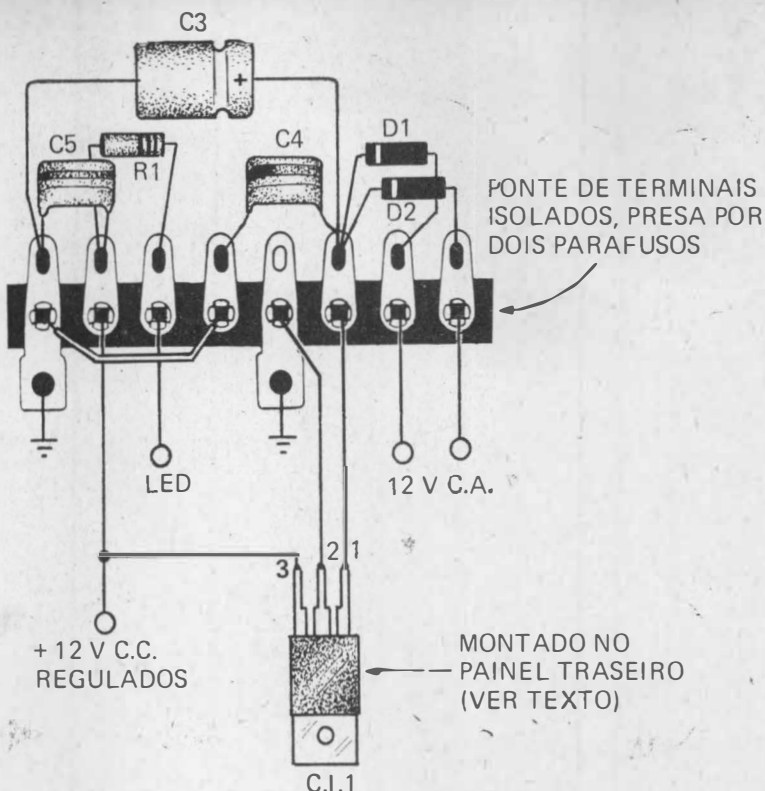 C3
+
C5
R1
C4
D1
D2
PONTE DE TERMINAIS
ISOLADOS, PRESA POR
DOIS PARAFUSOS
LED
12 V C.A.
3
2
1
+ 12 V C.C.
REGULADOS
MONTADO NO
PAINEL TRASEIRO
(VER TEXTO)
C.I.1